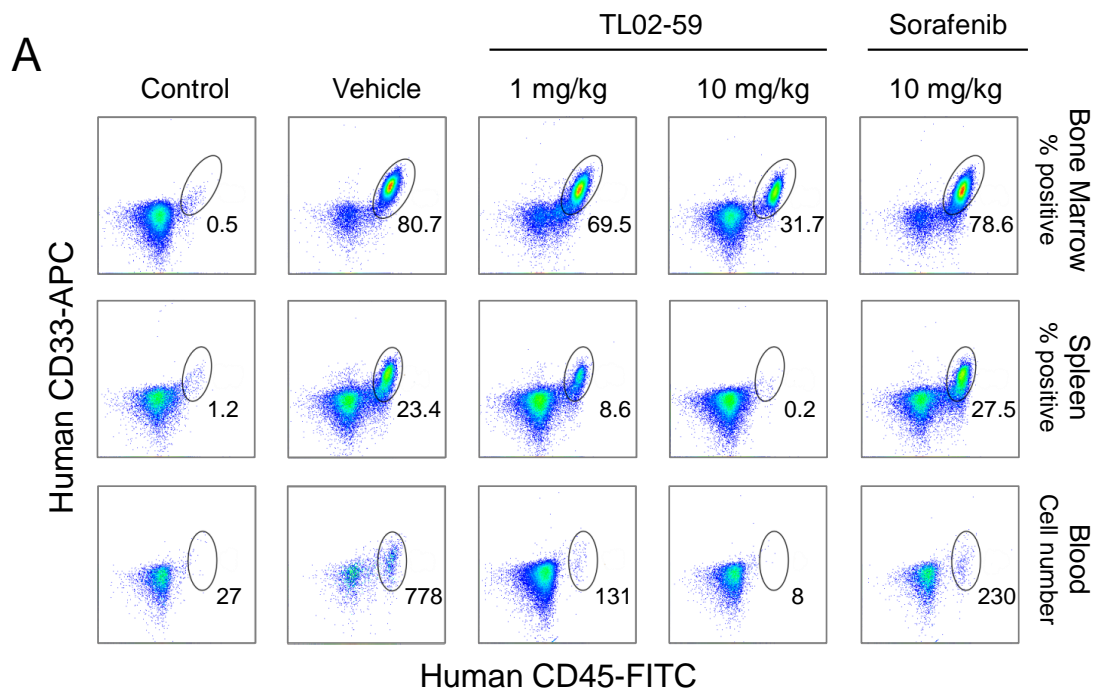 A
TL02-59
Sorafenib
Control
Vehicle
1 mg/kg
10 mg/kg
10 mg/kg
Human CD33-APC
0.5
80.7
69.5
31.7
78.6
Bone Marrow
% positive
1.2
23.4
8.6
0.2
27.5
Spleen
% positive
27
778
131
8
230
Blood
Cell number
Human CD45-FITC